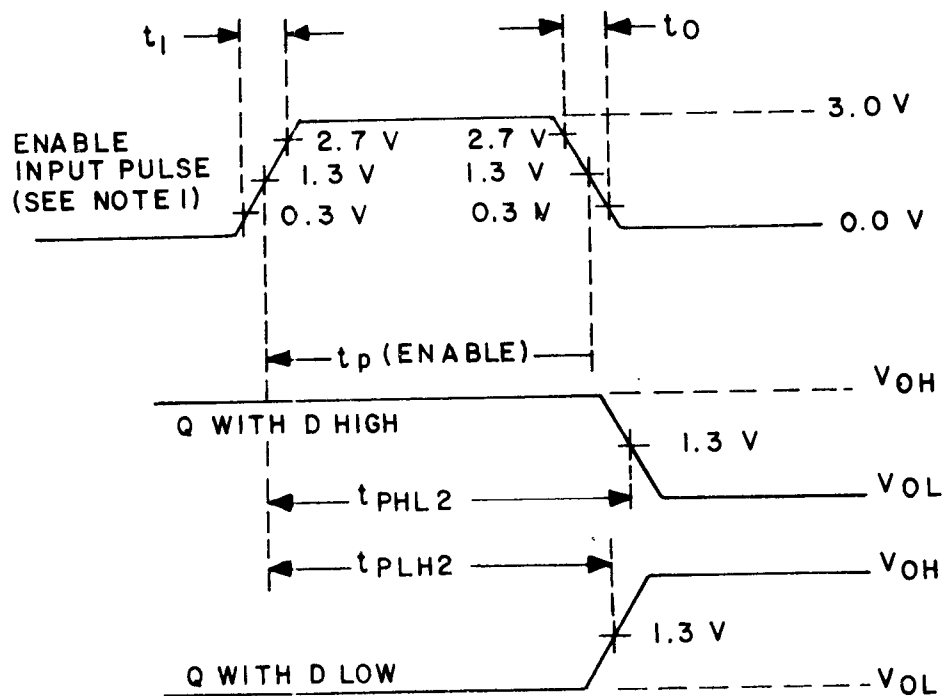 t1
t0
3.0 V
ENABLE
INPUT PULSE
(SEE NOTE 1)
2.7 V
2.7 V
1.3 V
1.3 V
0.3 V
0.3 V
0.0 V
tp (ENABLE)
VOH
Q WITH D HIGH
1.3 V
tPHL2
VOL
tPLH2
VOH
1.3 V
Q WITH D LOW
VOL